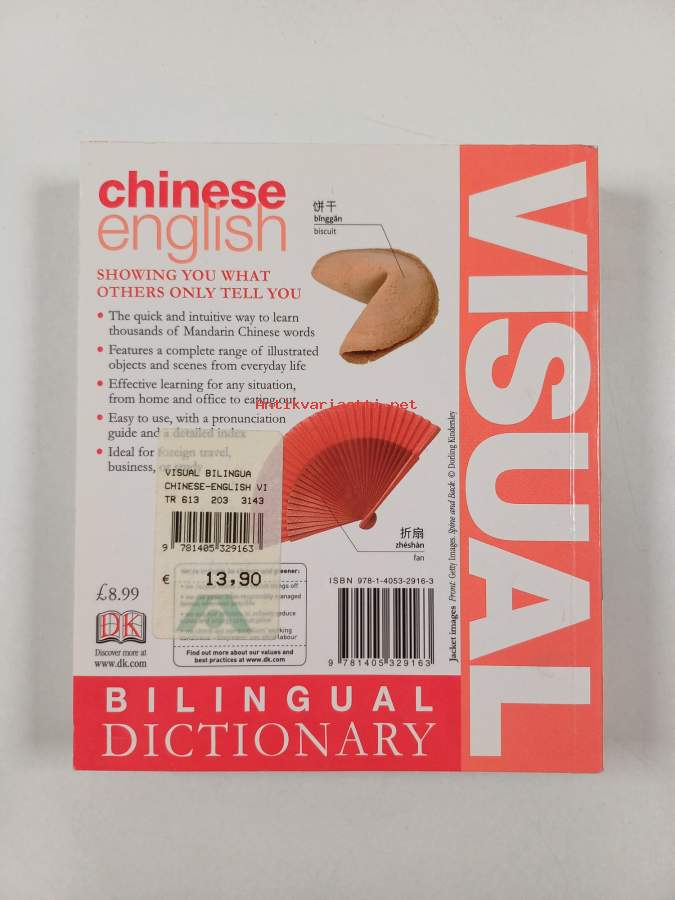 chinese
english
SHOWING YOU WHAT
OTHERS ONLY TELL YOU
• The quick and intuitive way to learn
thousands of Mandarin Chinese words
• Features a complete range of illustrated
objects and scenes from everyday life
• Effective learning for any situation,
from home and office to eating out
• Easy to use, with a pronunciation
guide and a detailed index
• Ideal for foreign travel,
business, or study
饼干
bǐnggān
biscuit
Antikvariaatti.net
折扇
zhéshàn
fan
VISUAL BILINGUA
CHINESE-ENGLISH VI
TR 613 203 3143
9 781405 329163
€ 13,90
£8.99
DK
Discover more at
www.dk.com
greener:
Find out more about our values and
best practices at www.dk.com
ISBN 978-1-4053-2916-3
9 781405 329163
Jacket images Front: Getty Images. Spine and Back: © Dorling Kindersley
VISUAL
BILINGUAL
DICTIONARY